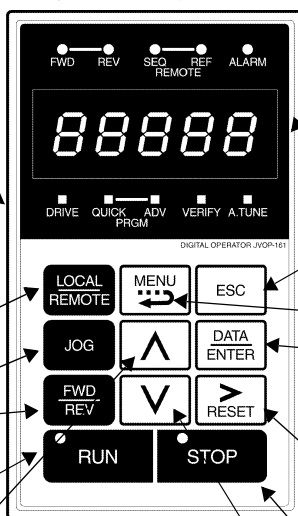 FWD REV SEQ REF ALARM
REMOTE
88888
DRIVE QUICK ADV VERIFY A.TUNE
PRGM
DIGITAL OPERATOR JVOP-161
LOCAL
REMOTE
MENU
ESC
JOG
DATA
ENTER
FWD
REV
>
RESET
RUN
STOP